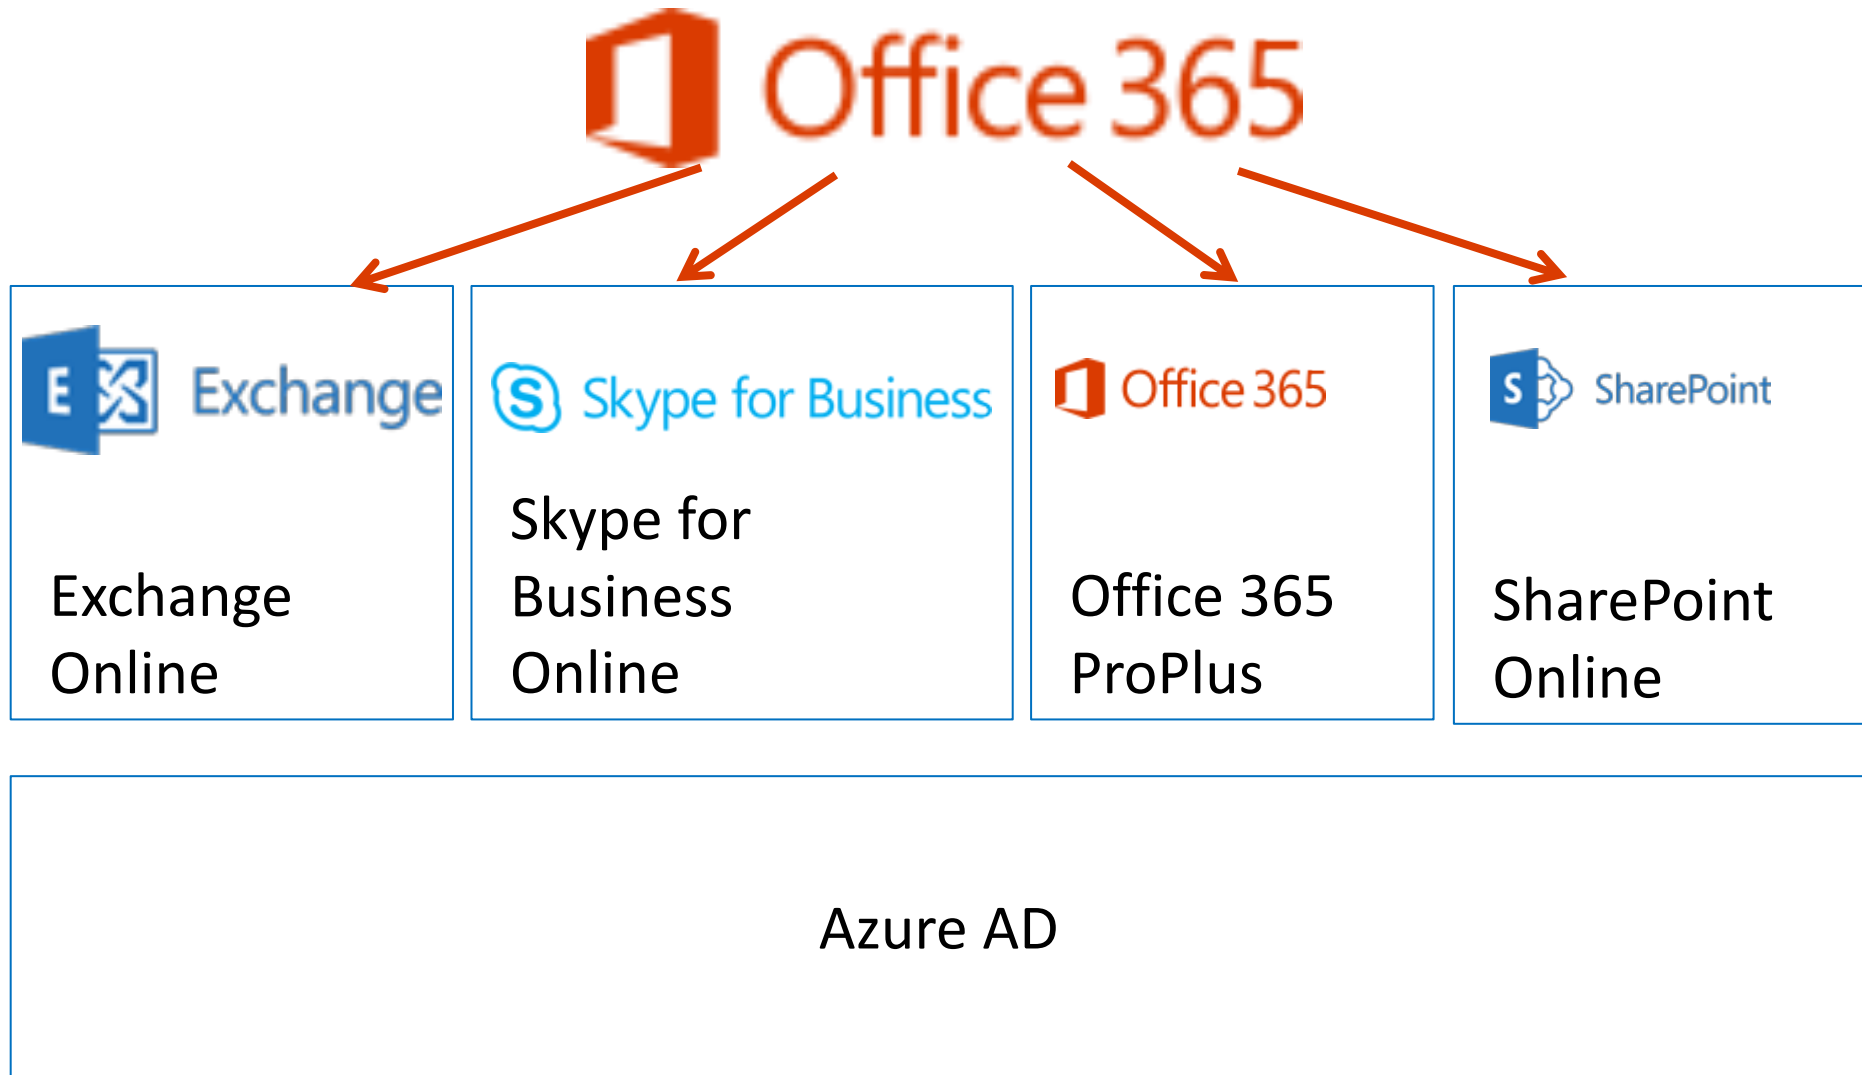 Office 365
E Exchange
S Skype for Business
Office 365
S SharePoint
Exchange
Online
Skype for
Business
Online
Office 365
ProPlus
SharePoint
Online
Azure AD